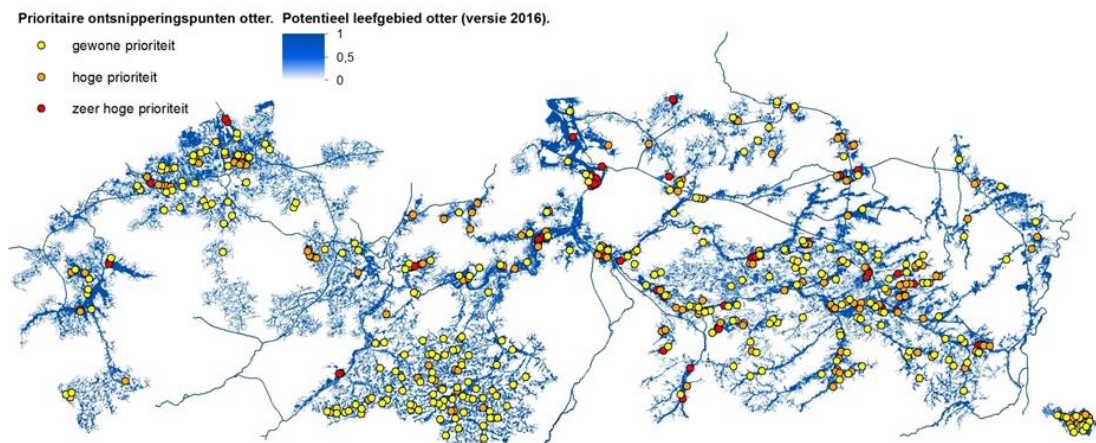 Prioritaire ontsnipperingspunten otter. Potentieel leefgebied otter (versie 2016).
gewone prioriteit
hoge prioriteit
zeer hoge prioriteit
1
0,5
0